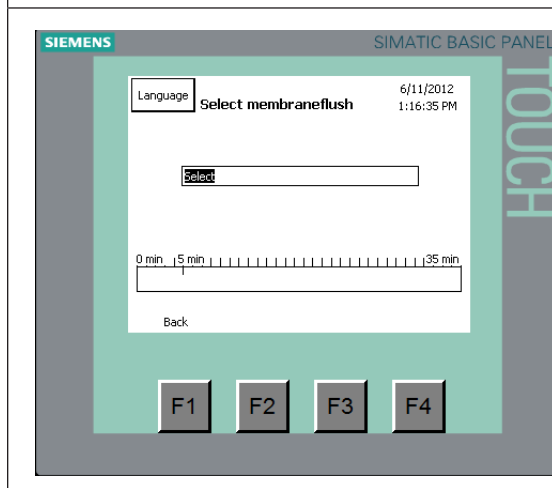 SIEMENS
SIMATIC BASIC PANEL
TOUCH
Language
Select membraneflush
6/11/2012
1:16:35 PM
Select
0 min 5 min 35 min
Back
F1 F2 F3 F4